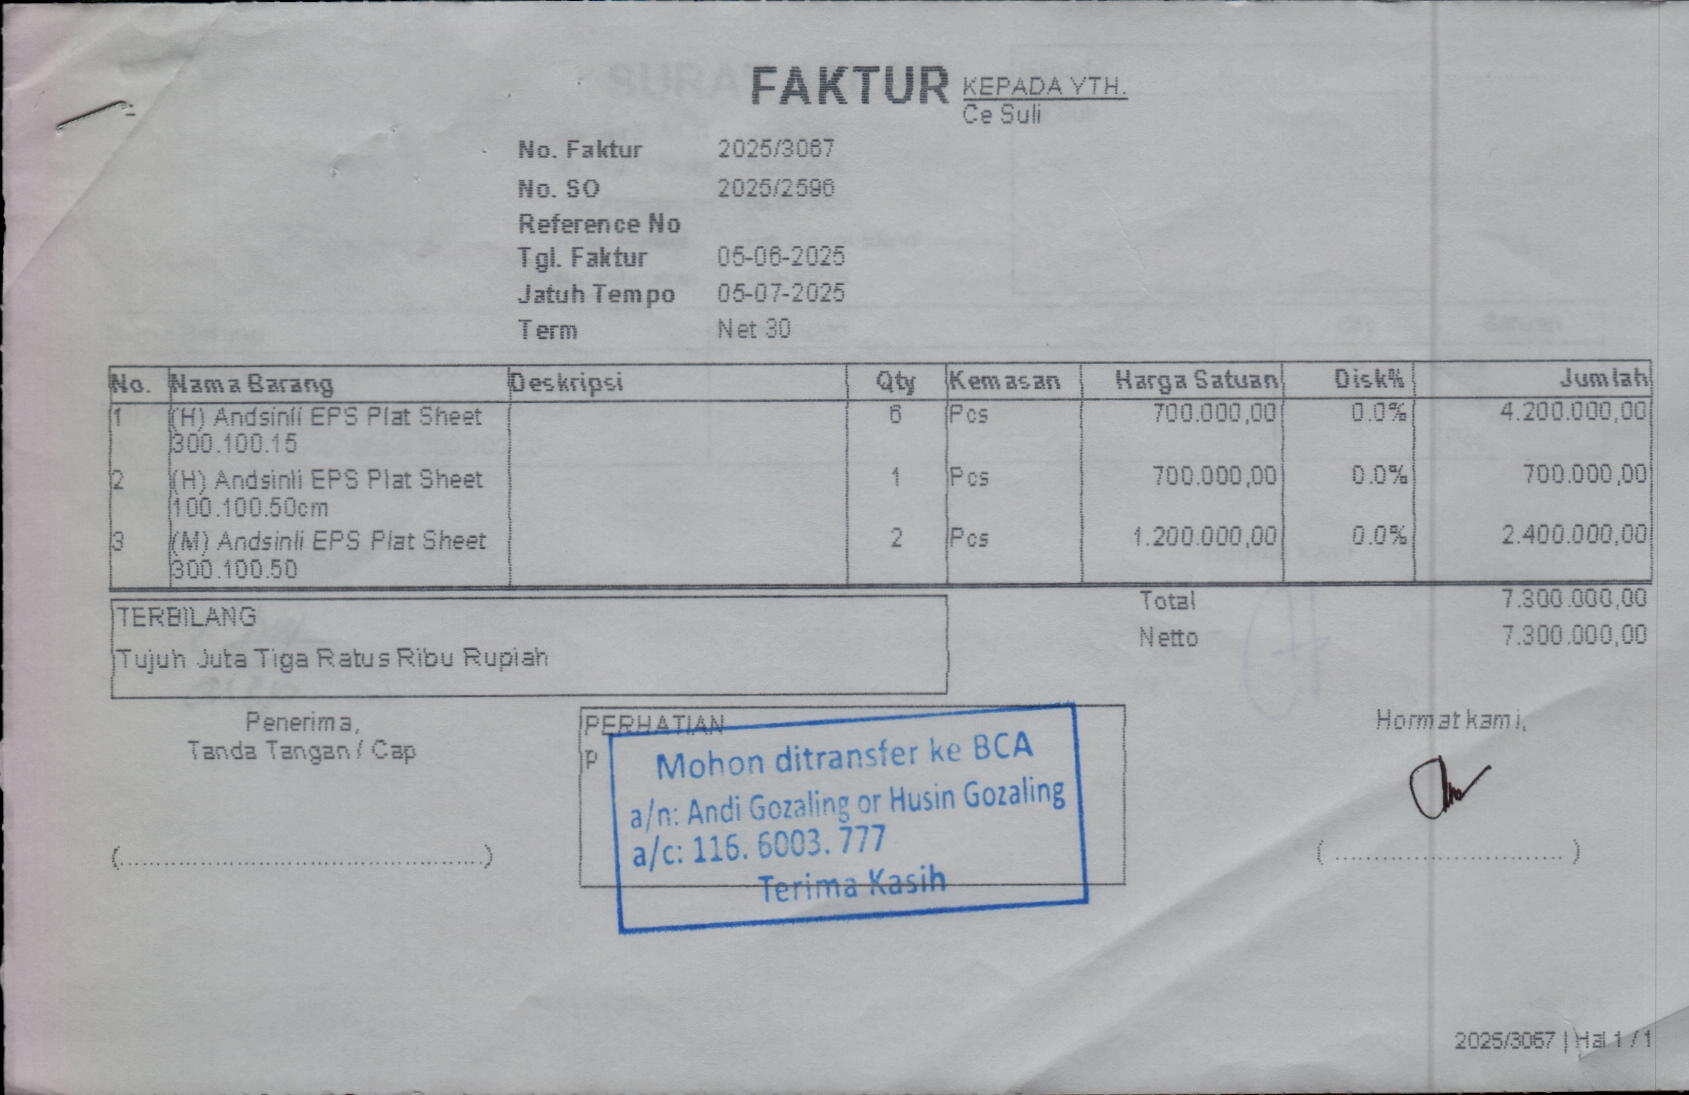 FAKTUR
KEPADA YTH.
Ce Suli
No. Faktur 2025/3067
No. SO 2025/2596
Reference No
Tgl. Faktur 05-06-2025
Jatuh Tempo 05-07-2025
Term Net 30
No. Nama Barang Deskripsi Qty Kemasan Harga Satuan Disk% Jumlah
1 (H) Andsinli EPS Plat Sheet 6 Pcs 700.000,00 0.0% 4.200.000,00
300.100.15
2 (H) Andsinli EPS Plat Sheet 1 Pcs 700.000,00 0.0% 700.000,00
100.100.50cm
3 (M) Andsinli EPS Plat Sheet 2 Pcs 1.200.000,00 0.0% 2.400.000,00
300.100.50
Total 7.300.000,00
Netto 7.300.000,00
TERBILANG
Tujuh Juta Tiga Ratus Ribu Rupiah
Penerima,
Tanda Tangan / Cap
PERHATIAN
Mohon ditransfer ke BCA
a/n: Andi Gozaling or Husin Gozaling
a/c: 116. 6003. 777
Terima Kasih
Hormat kami,
(................................................)
( .............................. )
2025/3067 | Hal 1 / 1